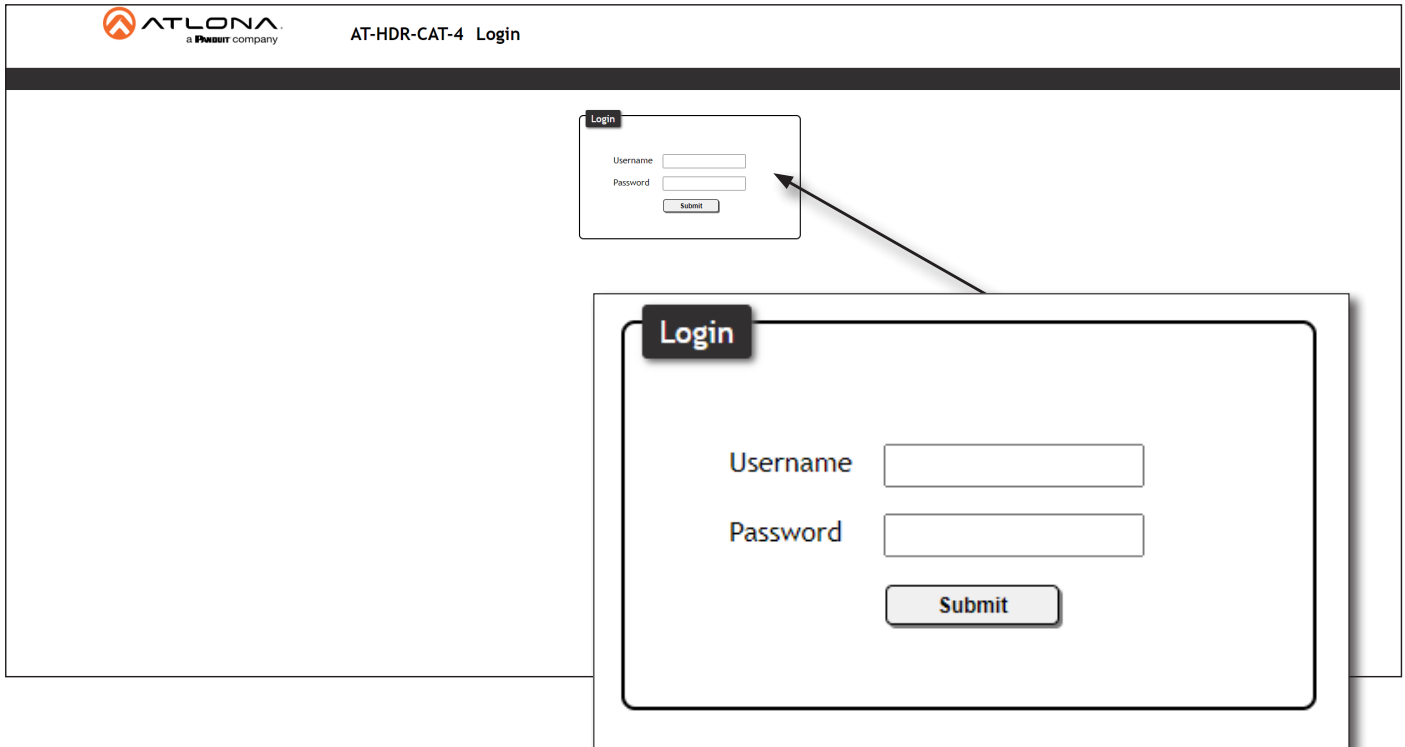 ATLONA.
a PANDUIT company
AT-HDR-CAT-4 Login
Login
Username
Password
Submit
Login
Username
Password
Submit